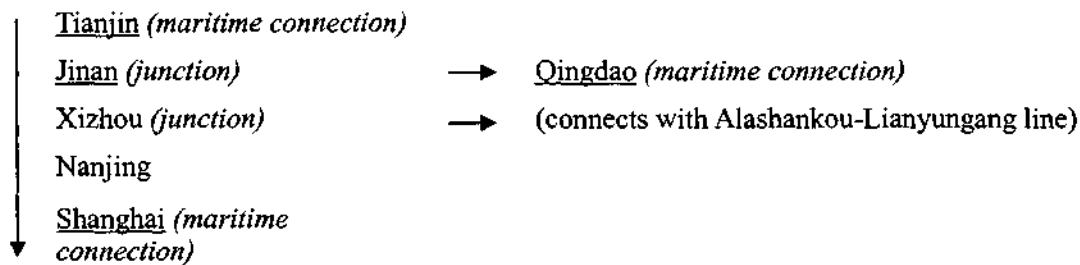 Tianjin (maritime connection)
Jinan (junction) → Qingdao (maritime connection)
Xizhou (junction) → (connects with Alashankou-Lianyungang line)
Nanjing
Shanghai (maritime
connection)